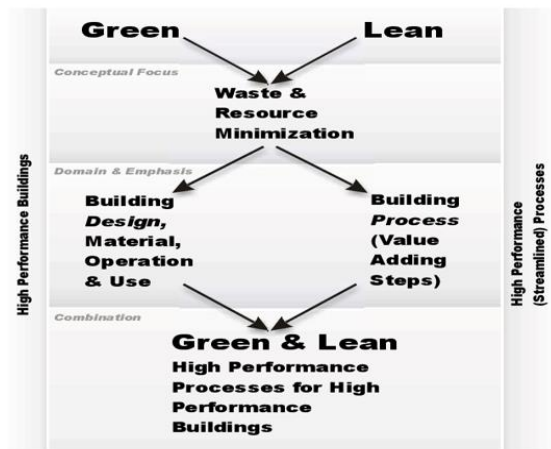 Green
Lean
Conceptual Focus
Waste &
Resource
Minimization
Domain & Emphasis
Building
Design,
Material,
Operation
& Use
Building
Process
(Value
Adding
Steps)
Combination
Green & Lean
High Performance
Processes for High
Performance
Buildings
High Performance Buildings
High Performance
(Streamlined) Processes